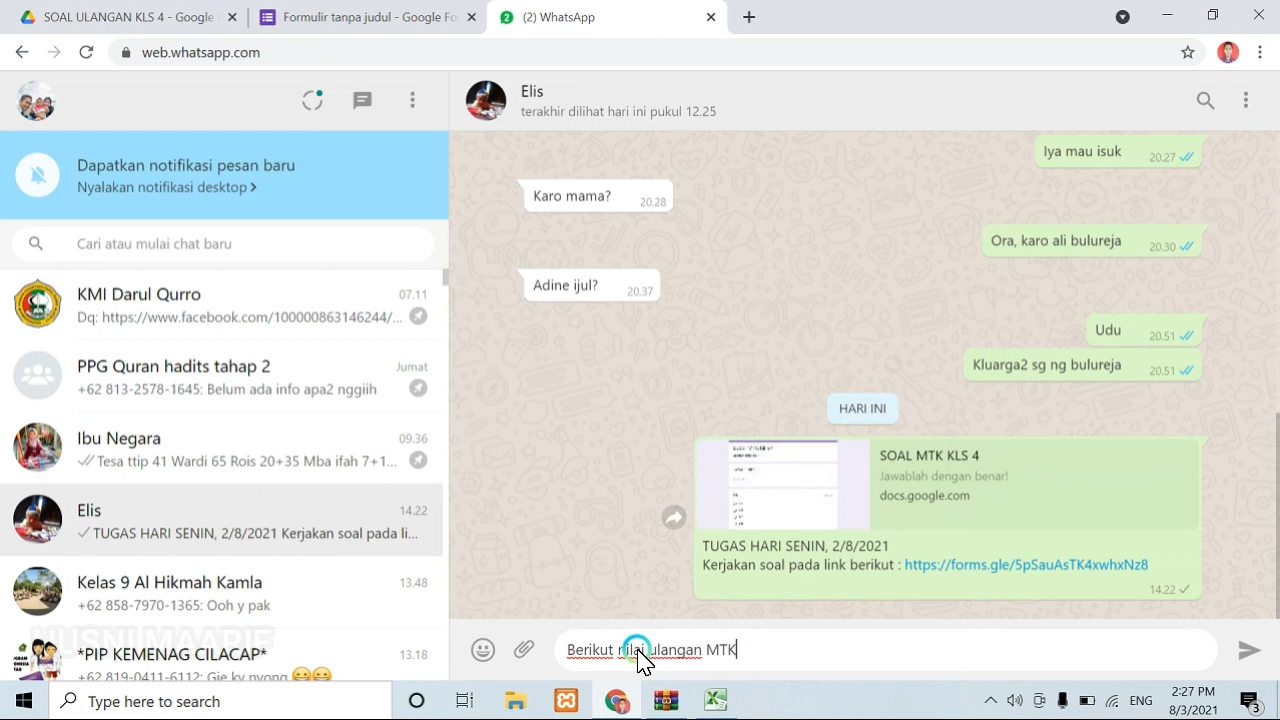 SOAL ULANGAN KLS 4 - Google
Formulir tanpa judul - Google Fo
(2) WhatsApp
web.whatsapp.com
Elis
terakhir dilihat hari ini pukul 12.25
Dapatkan notifikasi pesan baru
Nyalakan notifikasi desktop >
Cari atau mulai chat baru
KMI Darul Qurro 07.11
Dq: https://www.facebook.com/100000863146244/...
PPG Quran hadits tahap 2 Jumat
+62 813-2578-1645: Belum ada info apa2 nggiih
Ibu Negara 09.36
Tesa ttip 41 Wardi 65 Rois 20+35 Mba ifah 7+1...
Elis 14.22
TUGAS HARI SENIN, 2/8/2021 Kerjakan soal pada li...
Kelas 9 Al Hikmah Kamla 13.48
+62 858-7970-1365: Ooh y pak
HUSNI MAARIF
*PIP KEMENAG CILACAP* 13.18
+62 819-0411-6112: Gie ky nyong
Iya mau isuk 20.27
Karo mama? 20.28
Ora, karo ali bulureja 20.30
Adine ijul? 20.37
Udu 20.51
Kluarga2 sg ng bulureja 20.51
HARI INI
SOAL MTK KLS 4
Jawablah dengan benar!
docs.google.com
TUGAS HARI SENIN, 2/8/2021
Kerjakan soal pada link berikut : https://forms.gle/5pSauAsTK4xwhxNz8
14.22
Berikut nilai ulangan MTK
Type here to search
ENG
2:27 PM
8/3/2021
3